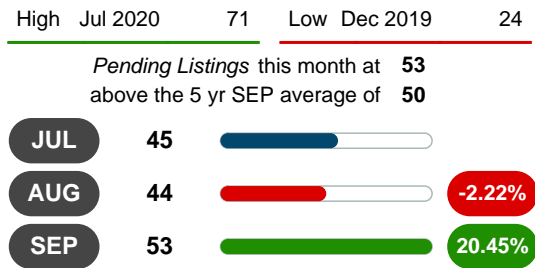 High Jul 2020 71 Low Dec 2019 24
Pending Listings this month at 53
above the 5 yr SEP average of 50
JUL 45
AUG 44 -2.22%
SEP 53 20.45%